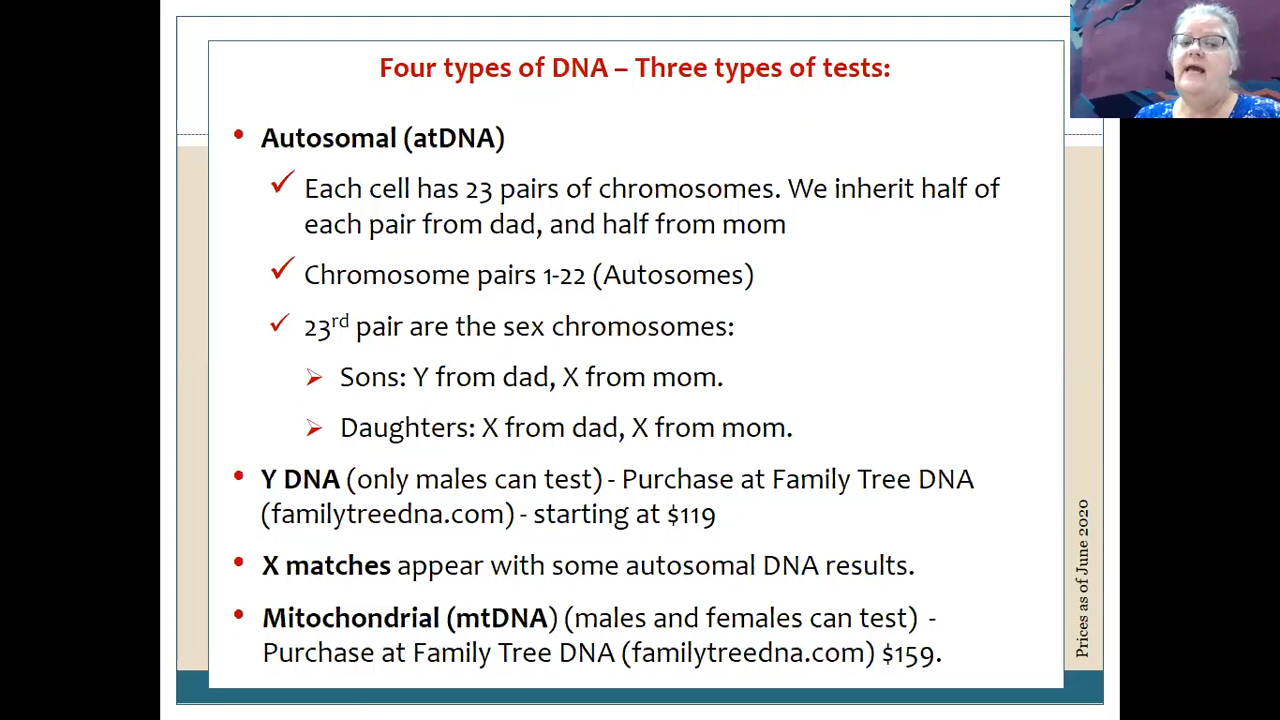 Four types of DNA – Three types of tests:
Autosomal (atDNA)
Each cell has 23 pairs of chromosomes. We inherit half of
each pair from dad, and half from mom
Chromosome pairs 1-22 (Autosomes)
23rd pair are the sex chromosomes:
Sons: Y from dad, X from mom.
Daughters: X from dad, X from mom.
Y DNA (only males can test) - Purchase at Family Tree DNA
(familytreedna.com) - starting at $119
X matches appear with some autosomal DNA results.
Mitochondrial (mtDNA) (males and females can test) -
Purchase at Family Tree DNA (familytreedna.com) $159.
Prices as of June 2020